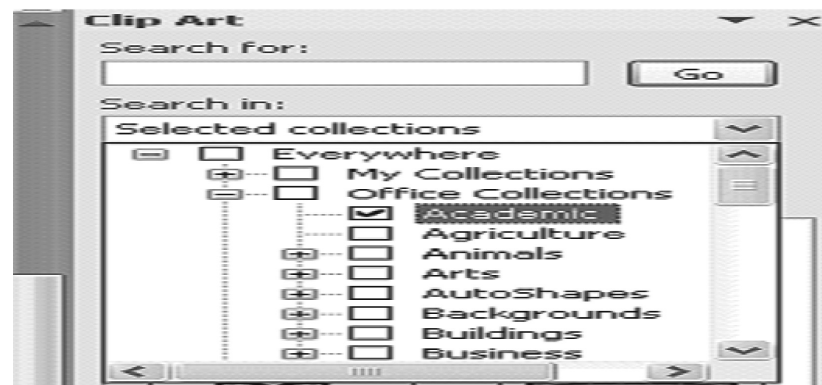 Clip Art
Search for:
Go
Search in:
Selected collections
Everywhere
My Collections
Office Collections
Academic
Agriculture
Animals
Arts
AutoShapes
Backgrounds
Buildings
Business